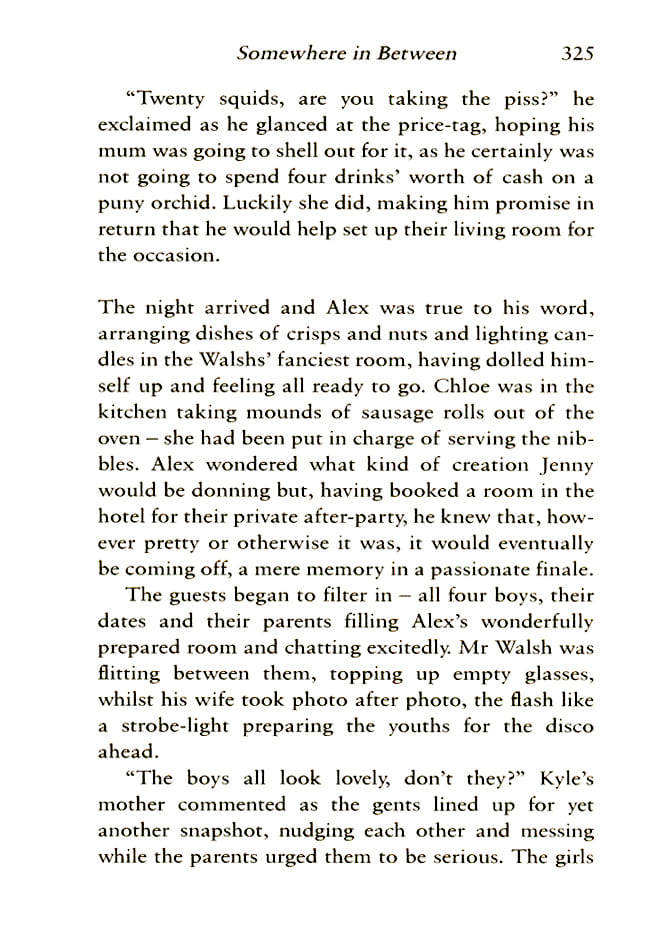 Somewhere in Between 325
“Twenty squids, are you taking the piss?” he
exclaimed as he glanced at the price-tag, hoping his
mum was going to shell out for it, as he certainly was
not going to spend four drinks’ worth of cash on a
puny orchid. Luckily she did, making him promise in
return that he would help set up their living room for
the occasion.
The night arrived and Alex was true to his word,
arranging dishes of crisps and nuts and lighting can-
dles in the Walshs’ fanciest room, having dolled him-
self up and feeling all ready to go. Chloe was in the
kitchen taking mounds of sausage rolls out of the
oven – she had been put in charge of serving the nib-
bles. Alex wondered what kind of creation Jenny
would be donning but, having booked a room in the
hotel for their private after-party, he knew that, how-
ever pretty or otherwise it was, it would eventually
be coming off, a mere memory in a passionate finale.
The guests began to filter in – all four boys, their
dates and their parents filling Alex’s wonderfully
prepared room and chatting excitedly. Mr Walsh was
flitting between them, topping up empty glasses,
whilst his wife took photo after photo, the flash like
a strobe-light preparing the youths for the disco
ahead.
“The boys all look lovely, don’t they?” Kyle’s
mother commented as the gents lined up for yet
another snapshot, nudging each other and messing
while the parents urged them to be serious. The girls